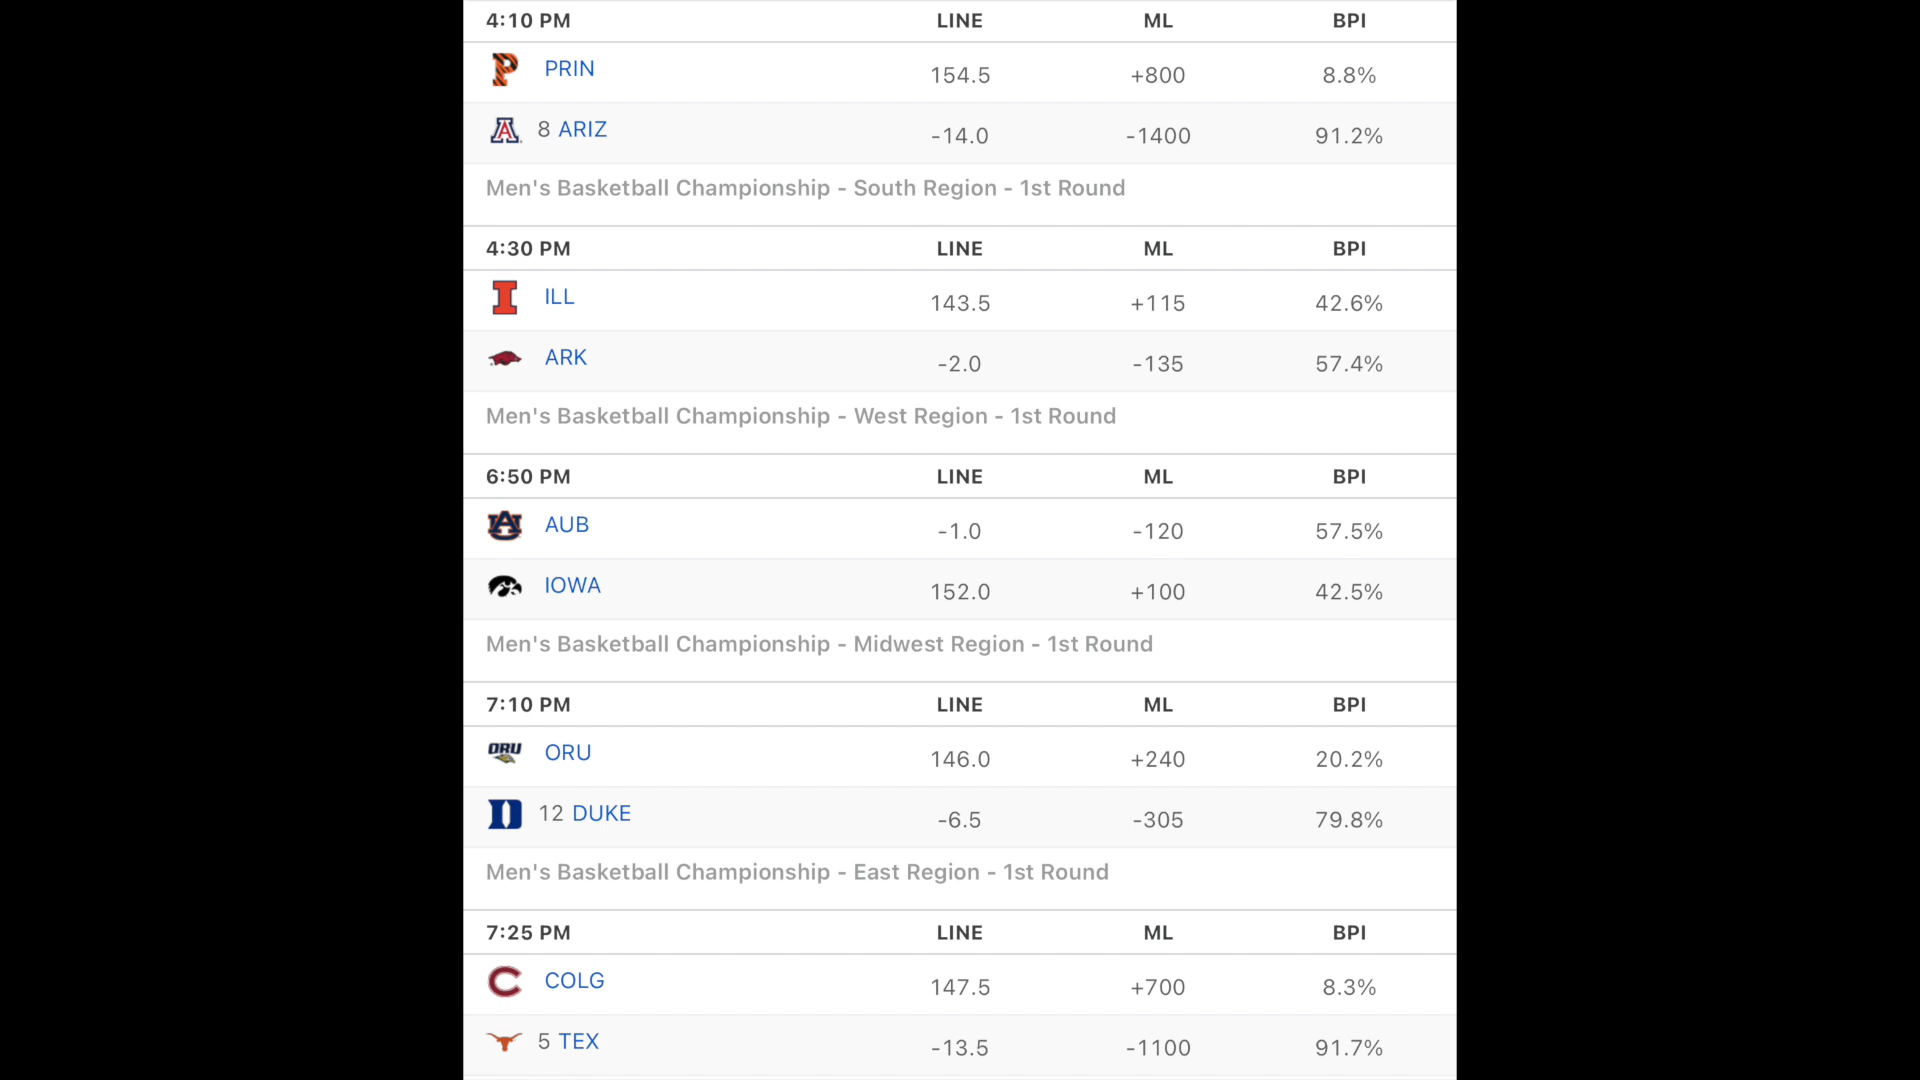 4:10 PM LINE ML BPI
PRIN 154.5 +800 8.8%
8 ARIZ -14.0 -1400 91.2%
Men's Basketball Championship - South Region - 1st Round
4:30 PM LINE ML BPI
ILL 143.5 +115 42.6%
ARK -2.0 -135 57.4%
Men's Basketball Championship - West Region - 1st Round
6:50 PM LINE ML BPI
AUB -1.0 -120 57.5%
IOWA 152.0 +100 42.5%
Men's Basketball Championship - Midwest Region - 1st Round
7:10 PM LINE ML BPI
ORU ORU 146.0 +240 20.2%
12 DUKE -6.5 -305 79.8%
Men's Basketball Championship - East Region - 1st Round
7:25 PM LINE ML BPI
COLG 147.5 +700 8.3%
5 TEX -13.5 -1100 91.7%